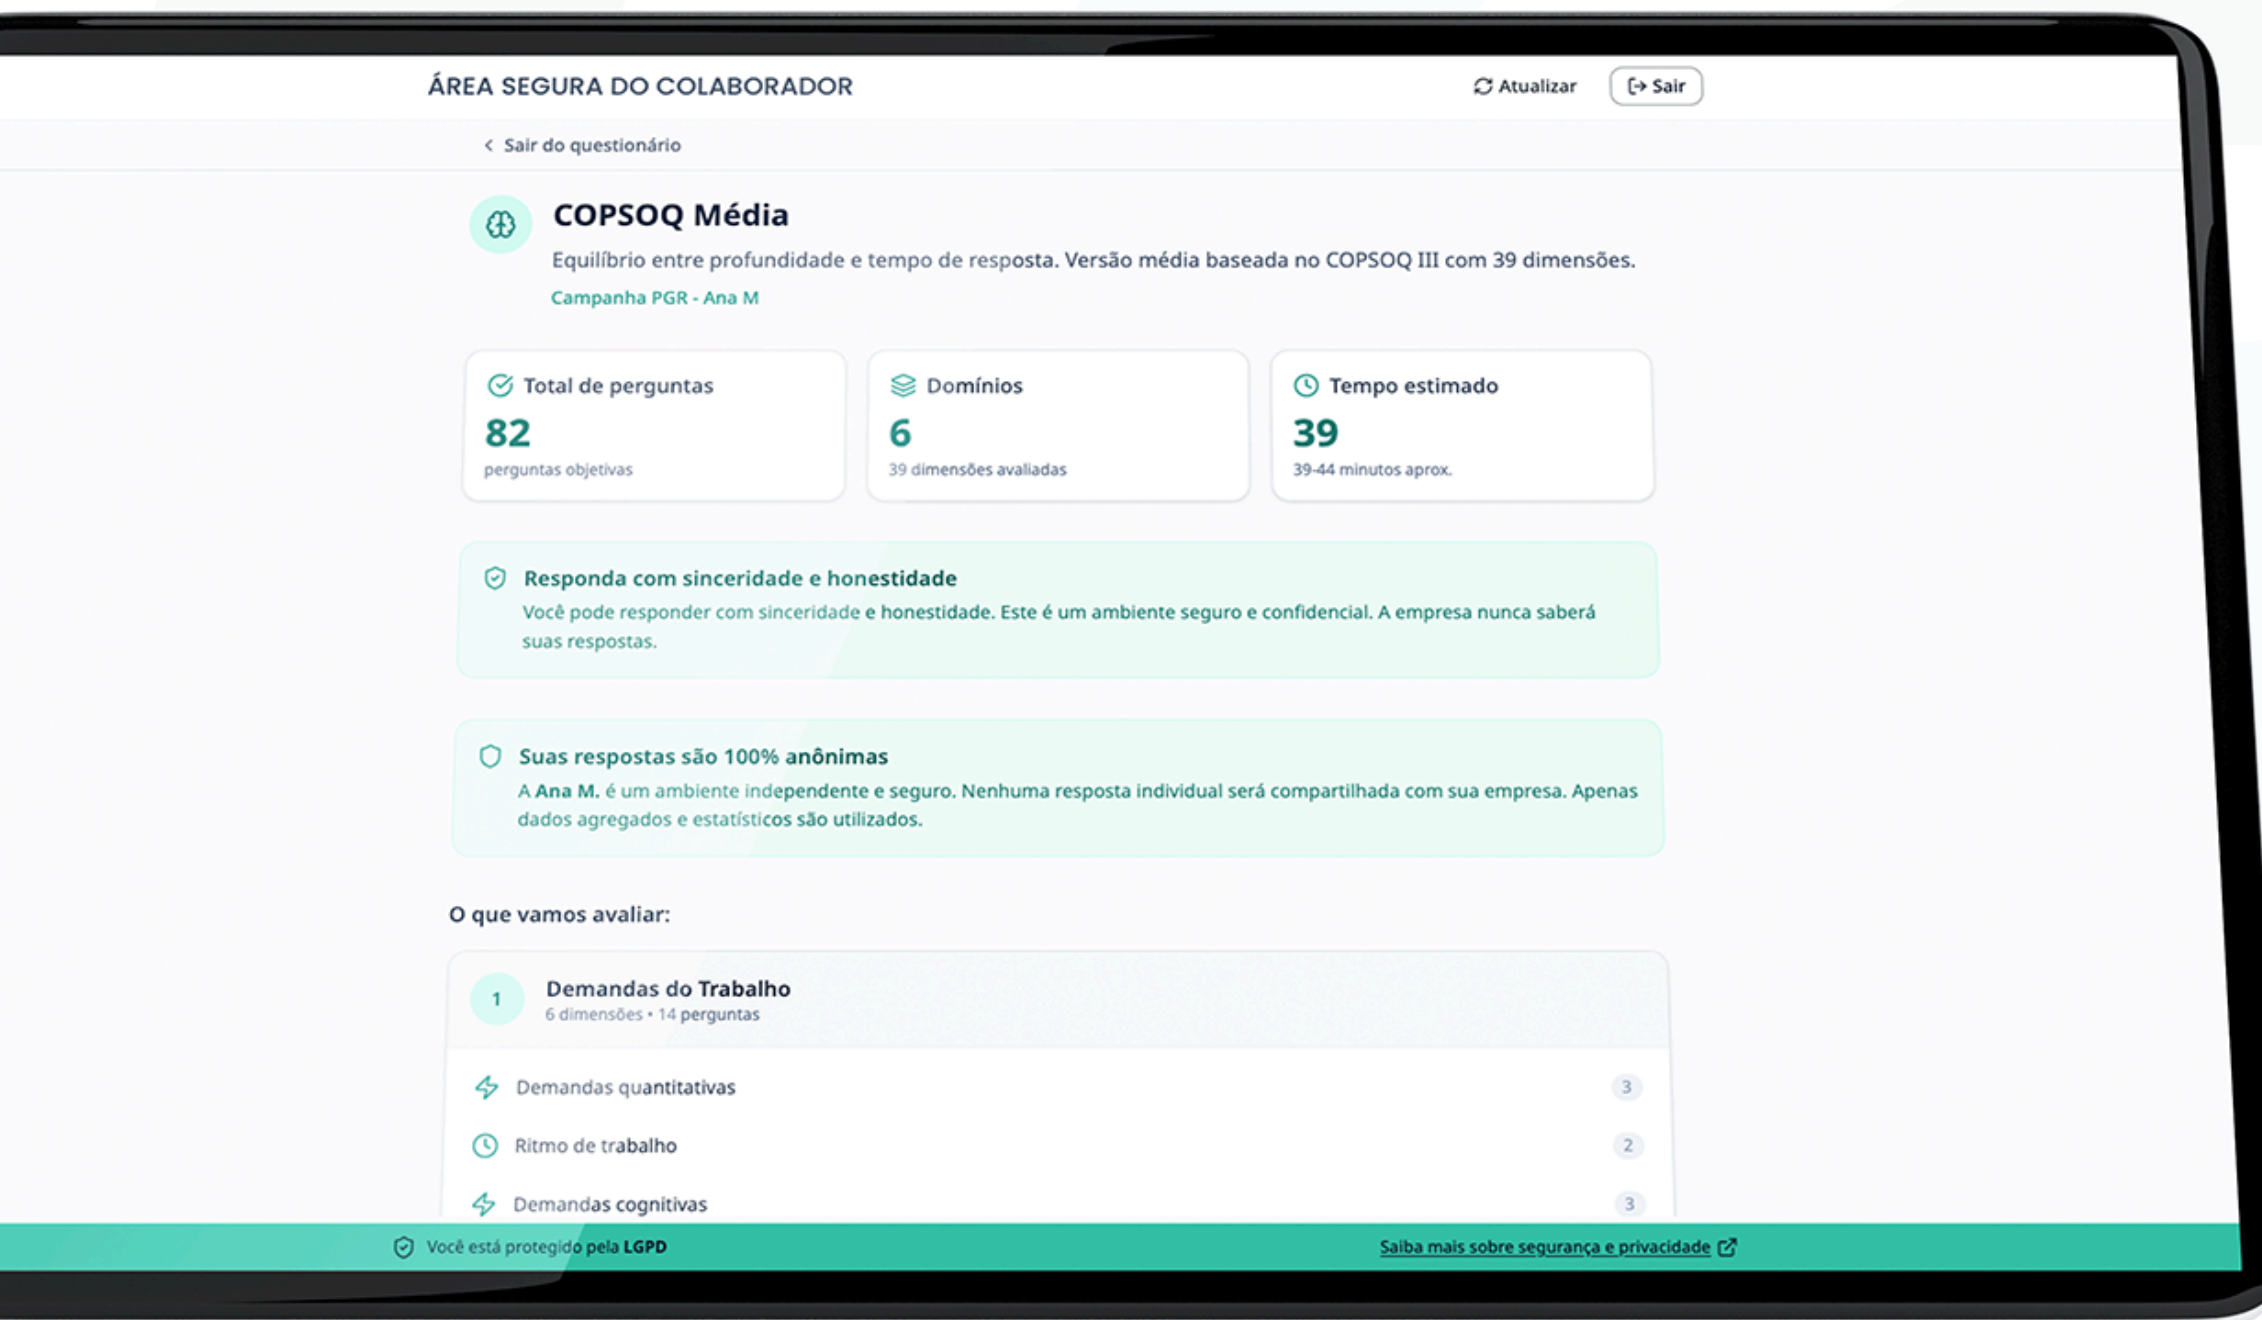 ÁREA SEGURA DO COLABORADOR
Atualizar
Sair
Sair do questionário
COPSOQ Média
Equilíbrio entre profundidade e tempo de resposta. Versão média baseada no COPSOQ III com 39 dimensões.
Campanha PGR - Ana M
Total de perguntas
82
perguntas objetivas
Domínios
6
39 dimensões avaliadas
Tempo estimado
39
39-44 minutos aprox.
Responda com sinceridade e honestidade
Você pode responder com sinceridade e honestidade. Este é um ambiente seguro e confidencial. A empresa nunca saberá
suas respostas.
Suas respostas são 100% anônimas
A Ana M. é um ambiente independente e seguro. Nenhuma resposta individual será compartilhada com sua empresa. Apenas
dados agregados e estatísticos são utilizados.
O que vamos avaliar:
1
Demandas do Trabalho
6 dimensões • 14 perguntas
Demandas quantitativas
3
Ritmo de trabalho
2
Demandas cognitivas
3
Você está protegido pela LGPD
Saiba mais sobre segurança e privacidade